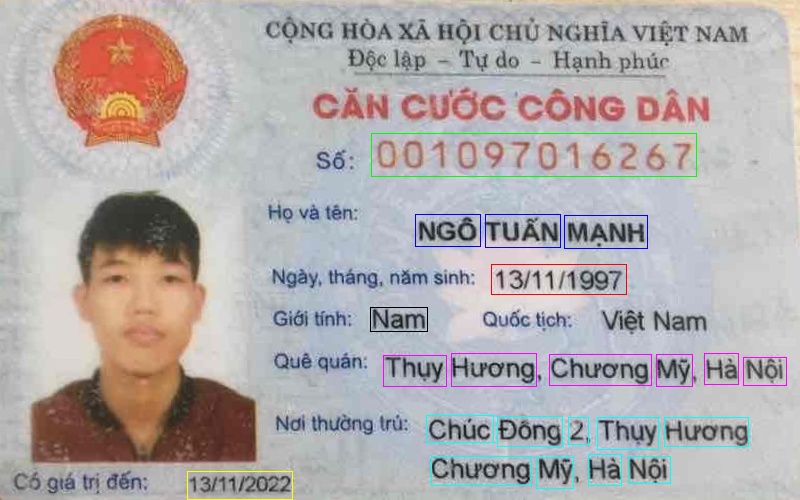 CỘNG HÒA XÃ HỘI CHỦ NGHĨA VIỆT NAM
Độc lập – Tự do – Hạnh phúc
CĂN CƯỚC CÔNG DÂN
Số: 001097016267
Họ và tên: NGÔ TUẤN MẠNH
Ngày, tháng, năm sinh: 13/11/1997
Giới tính: Nam Quốc tịch: Việt Nam
Quê quán: Thụy Hương, Chương Mỹ, Hà Nội
Nơi thường trú: Chúc Đồng 2, Thụy Hương
Chương Mỹ, Hà Nội
Có giá trị đến: 13/11/2022